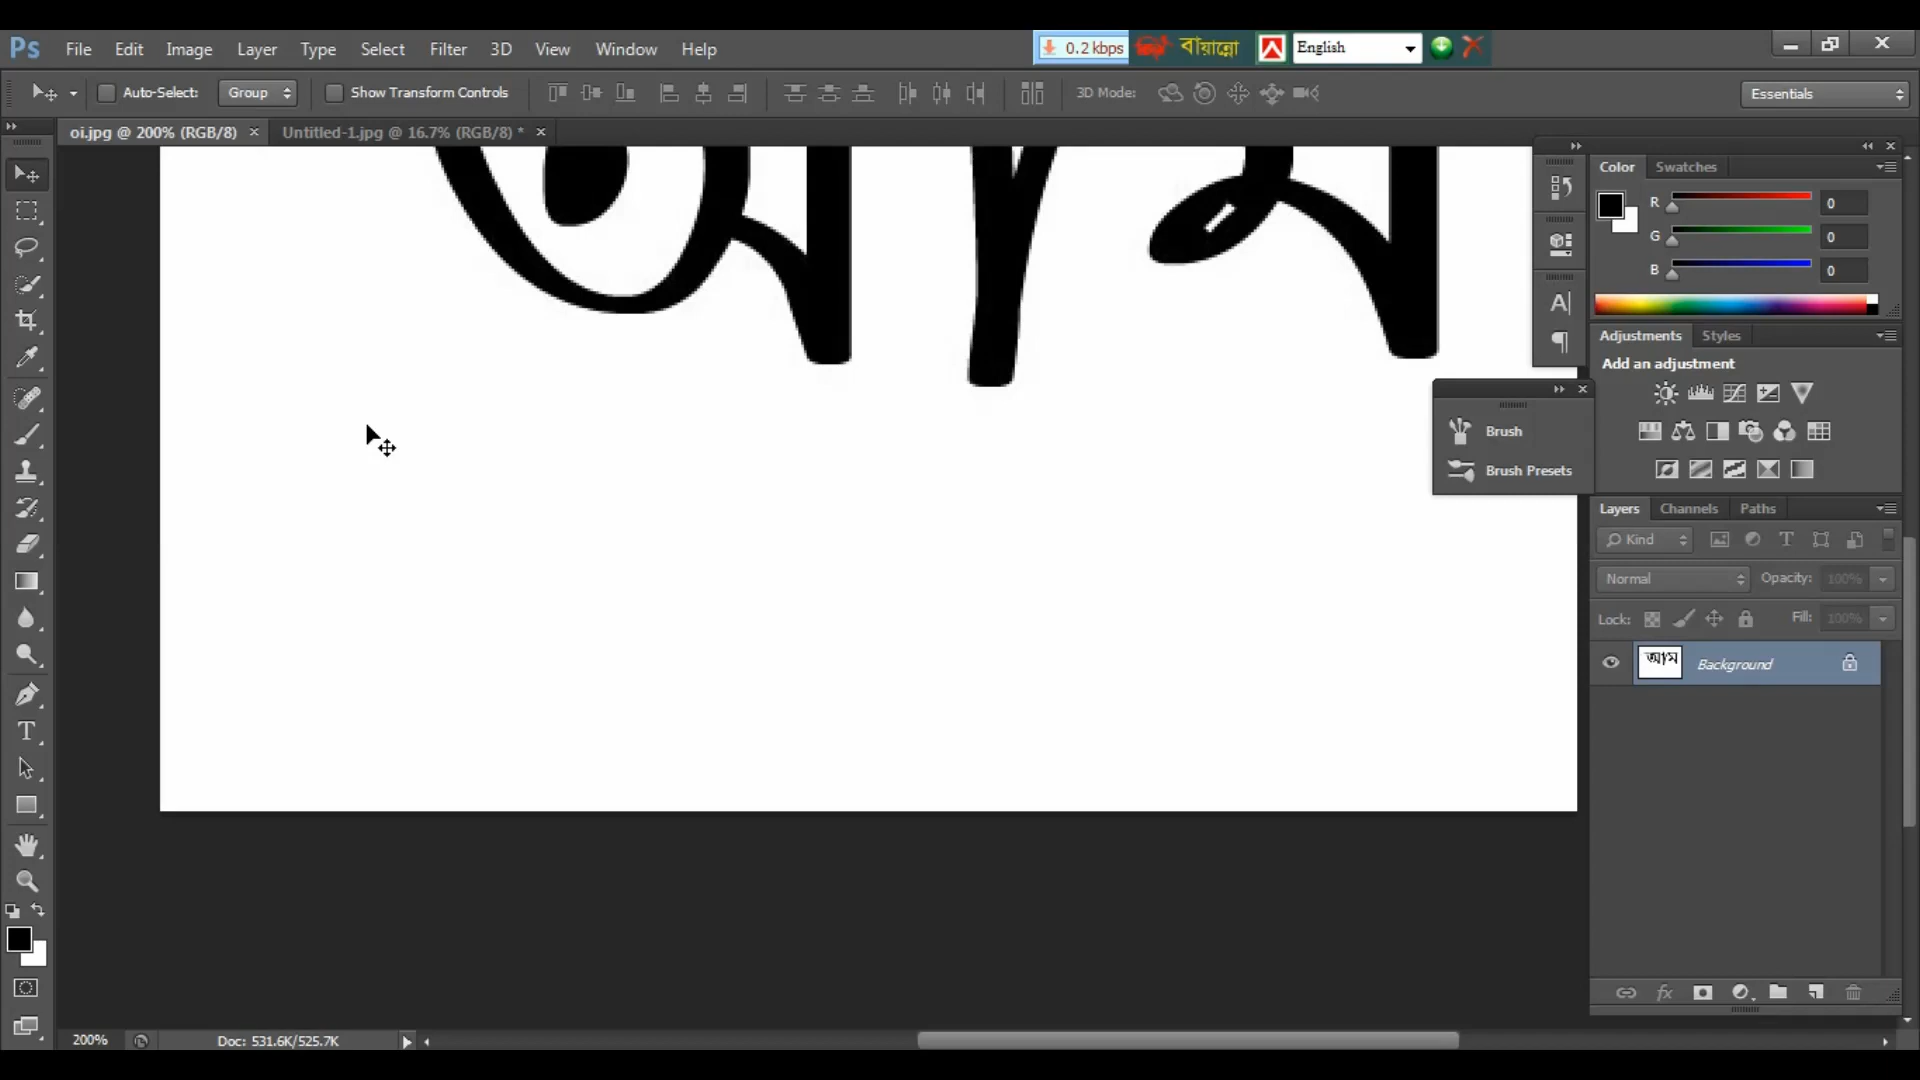 Ps File Edit Image Layer Type Select Filter 3D View Window Help
0.2 kbps বায়ান্নো English
Auto-Select: Group Show Transform Controls 3D Mode: Essentials
oi.jpg @ 200% (RGB/8) × Untitled-1.jpg @ 16.7% (RGB/8) * ×
Color Swatches
R 0
G 0
B 0
Adjustments Styles
Add an adjustment
Brush
Brush Presets
Layers Channels Paths
Kind
Normal Opacity: 100%
Lock: Fill: 100%
আম Background
200% Doc: 531.6K/525.7K